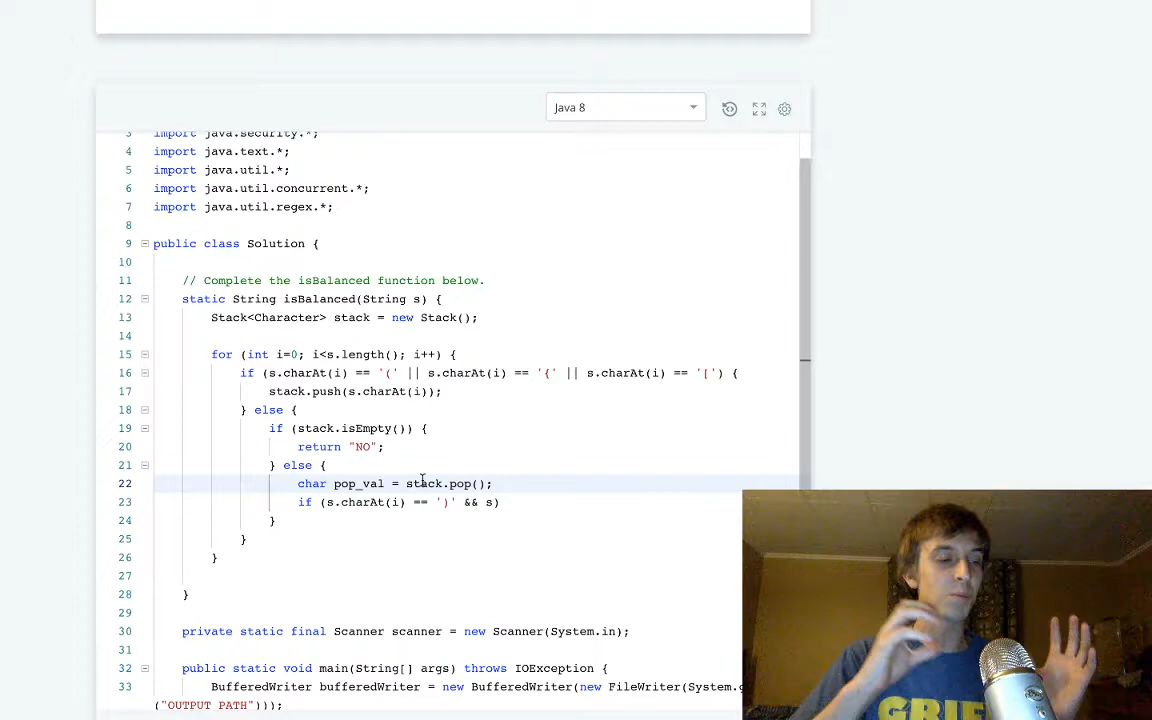 Java 8
3 import java.security.*;
4 import java.text.*;
5 import java.util.*;
6 import java.util.concurrent.*;
7 import java.util.regex.*;
8
9 public class Solution {
10
11 // Complete the isBalanced function below.
12 static String isBalanced(String s) {
13 Stack<Character> stack = new Stack();
14
15 for (int i=0; i<s.length(); i++) {
16 if (s.charAt(i) == '(' || s.charAt(i) == '{' || s.charAt(i) == '[') {
17 stack.push(s.charAt(i));
18 } else {
19 if (stack.isEmpty()) {
20 return "NO";
21 } else {
22 char pop_val = stack.pop();
23 if (s.charAt(i) == ')' && s)
24 }
25 }
26 }
27
28 }
29
30 private static final Scanner scanner = new Scanner(System.in);
31
32 public static void main(String[] args) throws IOException {
33 BufferedWriter bufferedWriter = new BufferedWriter(new FileWriter(System.g
("OUTPUT_PATH")));
GRIF